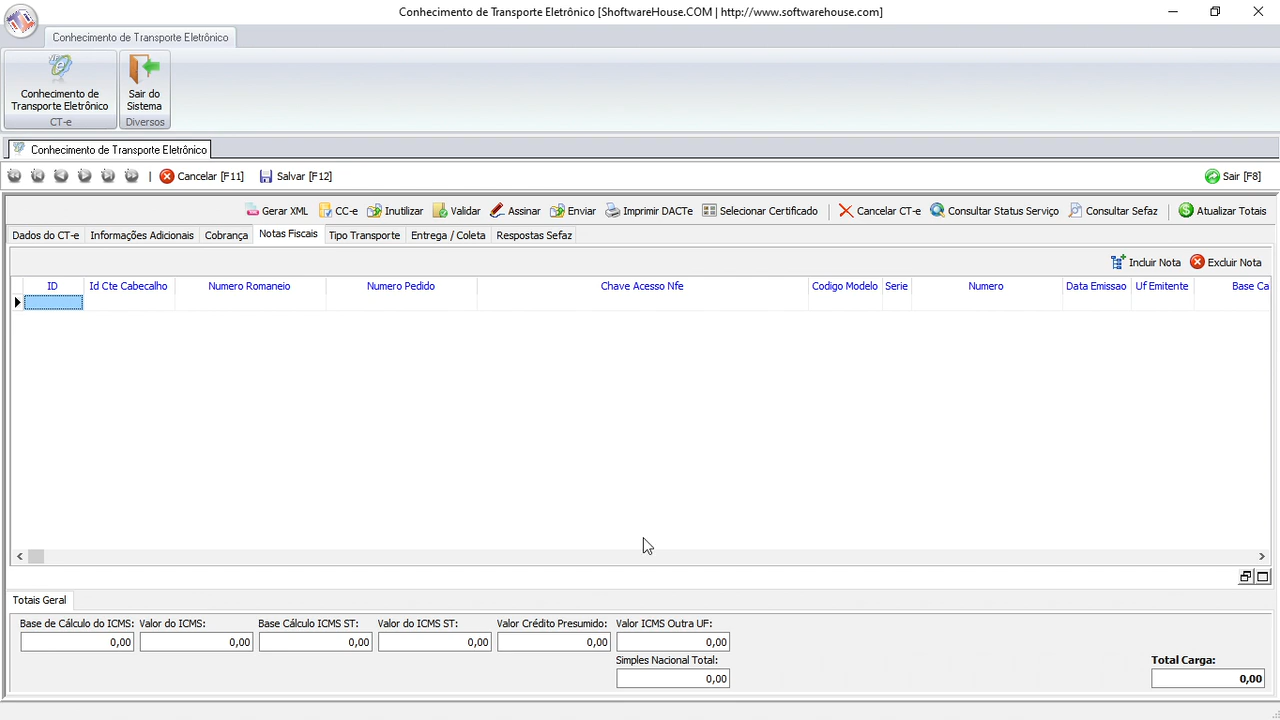 Conhecimento de Transporte Eletrônico [ShoftwareHouse.COM | http://www.softwarehouse.com]
Conhecimento de Transporte Eletrônico
Conhecimento de
Transporte Eletrônico
CT-e
Sair do
Sistema
Diversos
Conhecimento de Transporte Eletrônico
Cancelar [F11] Salvar [F12] Sair [F8]
Gerar XML CC-e Inutilizar Validar Assinar Enviar Imprimir DACTe Selecionar Certificado Cancelar CT-e Consultar Status Serviço Consultar Sefaz Atualizar Totais
Dados do CT-e Informações Adicionais Cobrança Notas Fiscais Tipo Transporte Entrega / Coleta Respostas Sefaz
Incluir Nota Excluir Nota
ID Id Cte Cabecalho Numero Romaneio Numero Pedido Chave Acesso Nfe Codigo Modelo Serie Numero Data Emissao Uf Emitente Base Ca
Totais Geral
Base de Cálculo do ICMS: Valor do ICMS: Base Cálculo ICMS ST: Valor do ICMS ST: Valor Crédito Presumido: Valor ICMS Outra UF:
0,00 0,00 0,00 0,00 0,00 0,00
Simples Nacional Total: Total Carga:
0,00 0,00